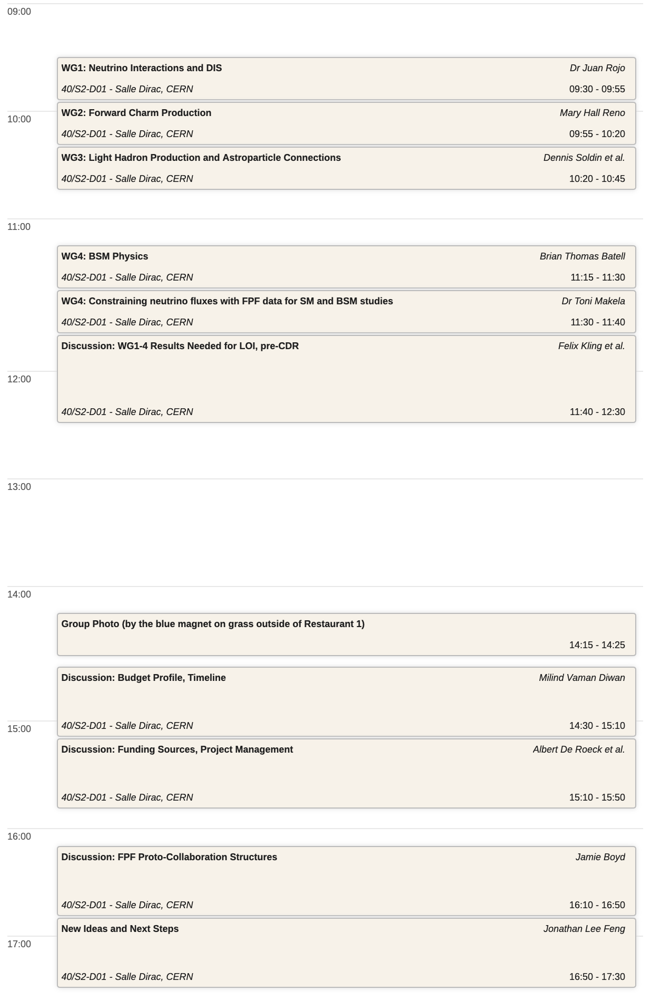 09:00
WG1: Neutrino Interactions and DIS Dr Juan Rojo
40/S2-D01 - Salle Dirac, CERN 09:30 - 09:55
10:00
WG2: Forward Charm Production Mary Hall Reno
40/S2-D01 - Salle Dirac, CERN 09:55 - 10:20
WG3: Light Hadron Production and Astroparticle Connections Dennis Soldin et al.
40/S2-D01 - Salle Dirac, CERN 10:20 - 10:45
11:00
WG4: BSM Physics Brian Thomas Batell
40/S2-D01 - Salle Dirac, CERN 11:15 - 11:30
WG4: Constraining neutrino fluxes with FPF data for SM and BSM studies Dr Toni Makela
40/S2-D01 - Salle Dirac, CERN 11:30 - 11:40
Discussion: WG1-4 Results Needed for LOI, pre-CDR Felix Kling et al.
12:00
40/S2-D01 - Salle Dirac, CERN 11:40 - 12:30
13:00
14:00
Group Photo (by the blue magnet on grass outside of Restaurant 1)
14:15 - 14:25
Discussion: Budget Profile, Timeline Milind Vaman Diwan
40/S2-D01 - Salle Dirac, CERN 14:30 - 15:10
15:00
Discussion: Funding Sources, Project Management Albert De Roeck et al.
40/S2-D01 - Salle Dirac, CERN 15:10 - 15:50
16:00
Discussion: FPF Proto-Collaboration Structures Jamie Boyd
40/S2-D01 - Salle Dirac, CERN 16:10 - 16:50
New Ideas and Next Steps Jonathan Lee Feng
17:00
40/S2-D01 - Salle Dirac, CERN 16:50 - 17:30